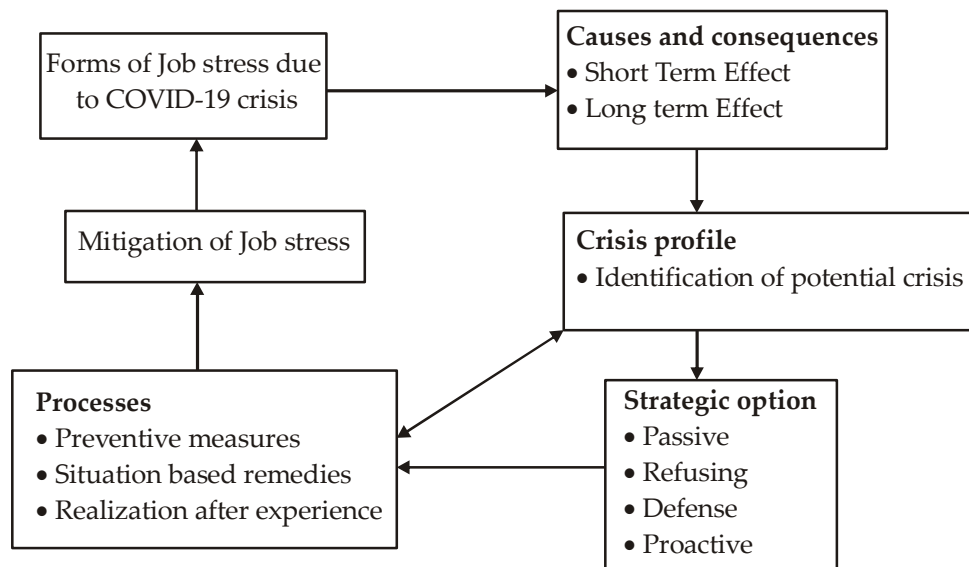 Forms of Job stress due
to COVID-19 crisis
Causes and consequences
• Short Term Effect
• Long term Effect
Mitigation of Job stress
Crisis profile
• Identification of potential crisis
Processes
• Preventive measures
• Situation based remedies
• Realization after experience
Strategic option
• Passive
• Refusing
• Defense
• Proactive